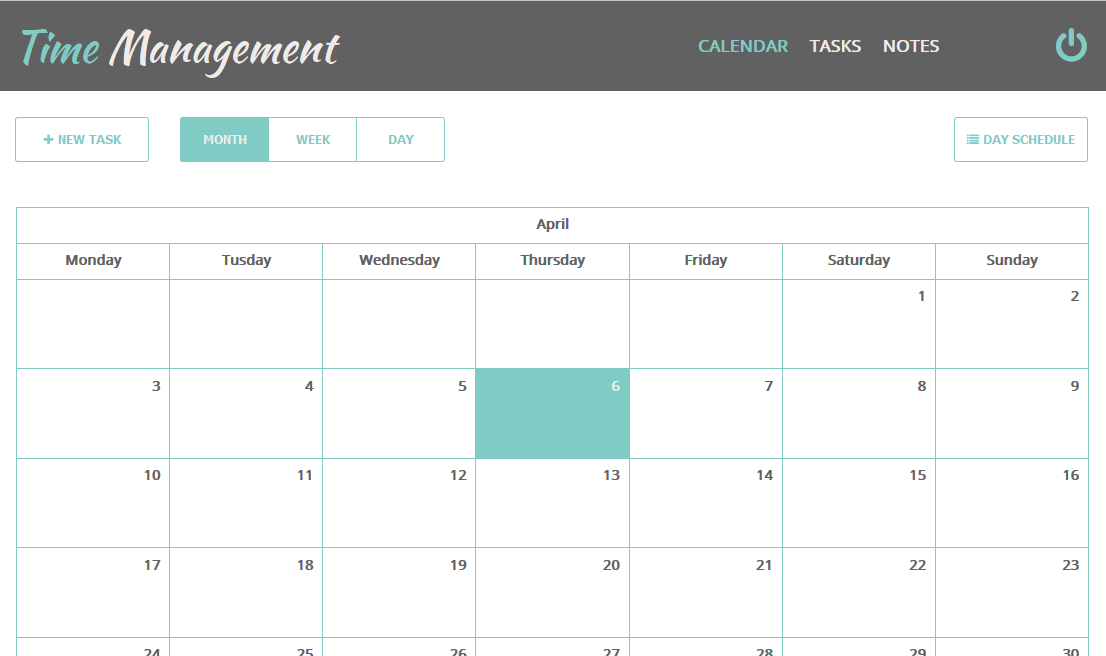 Time Management
CALENDAR TASKS NOTES
NEW TASK MONTH WEEK DAY DAY SCHEDULE
April
Monday Tusday Wednesday Thursday Friday Saturday Sunday
1 2
3 4 5 6 7 8 9
10 11 12 13 14 15 16
17 18 19 20 21 22 23
24 25 26 27 28 29 30